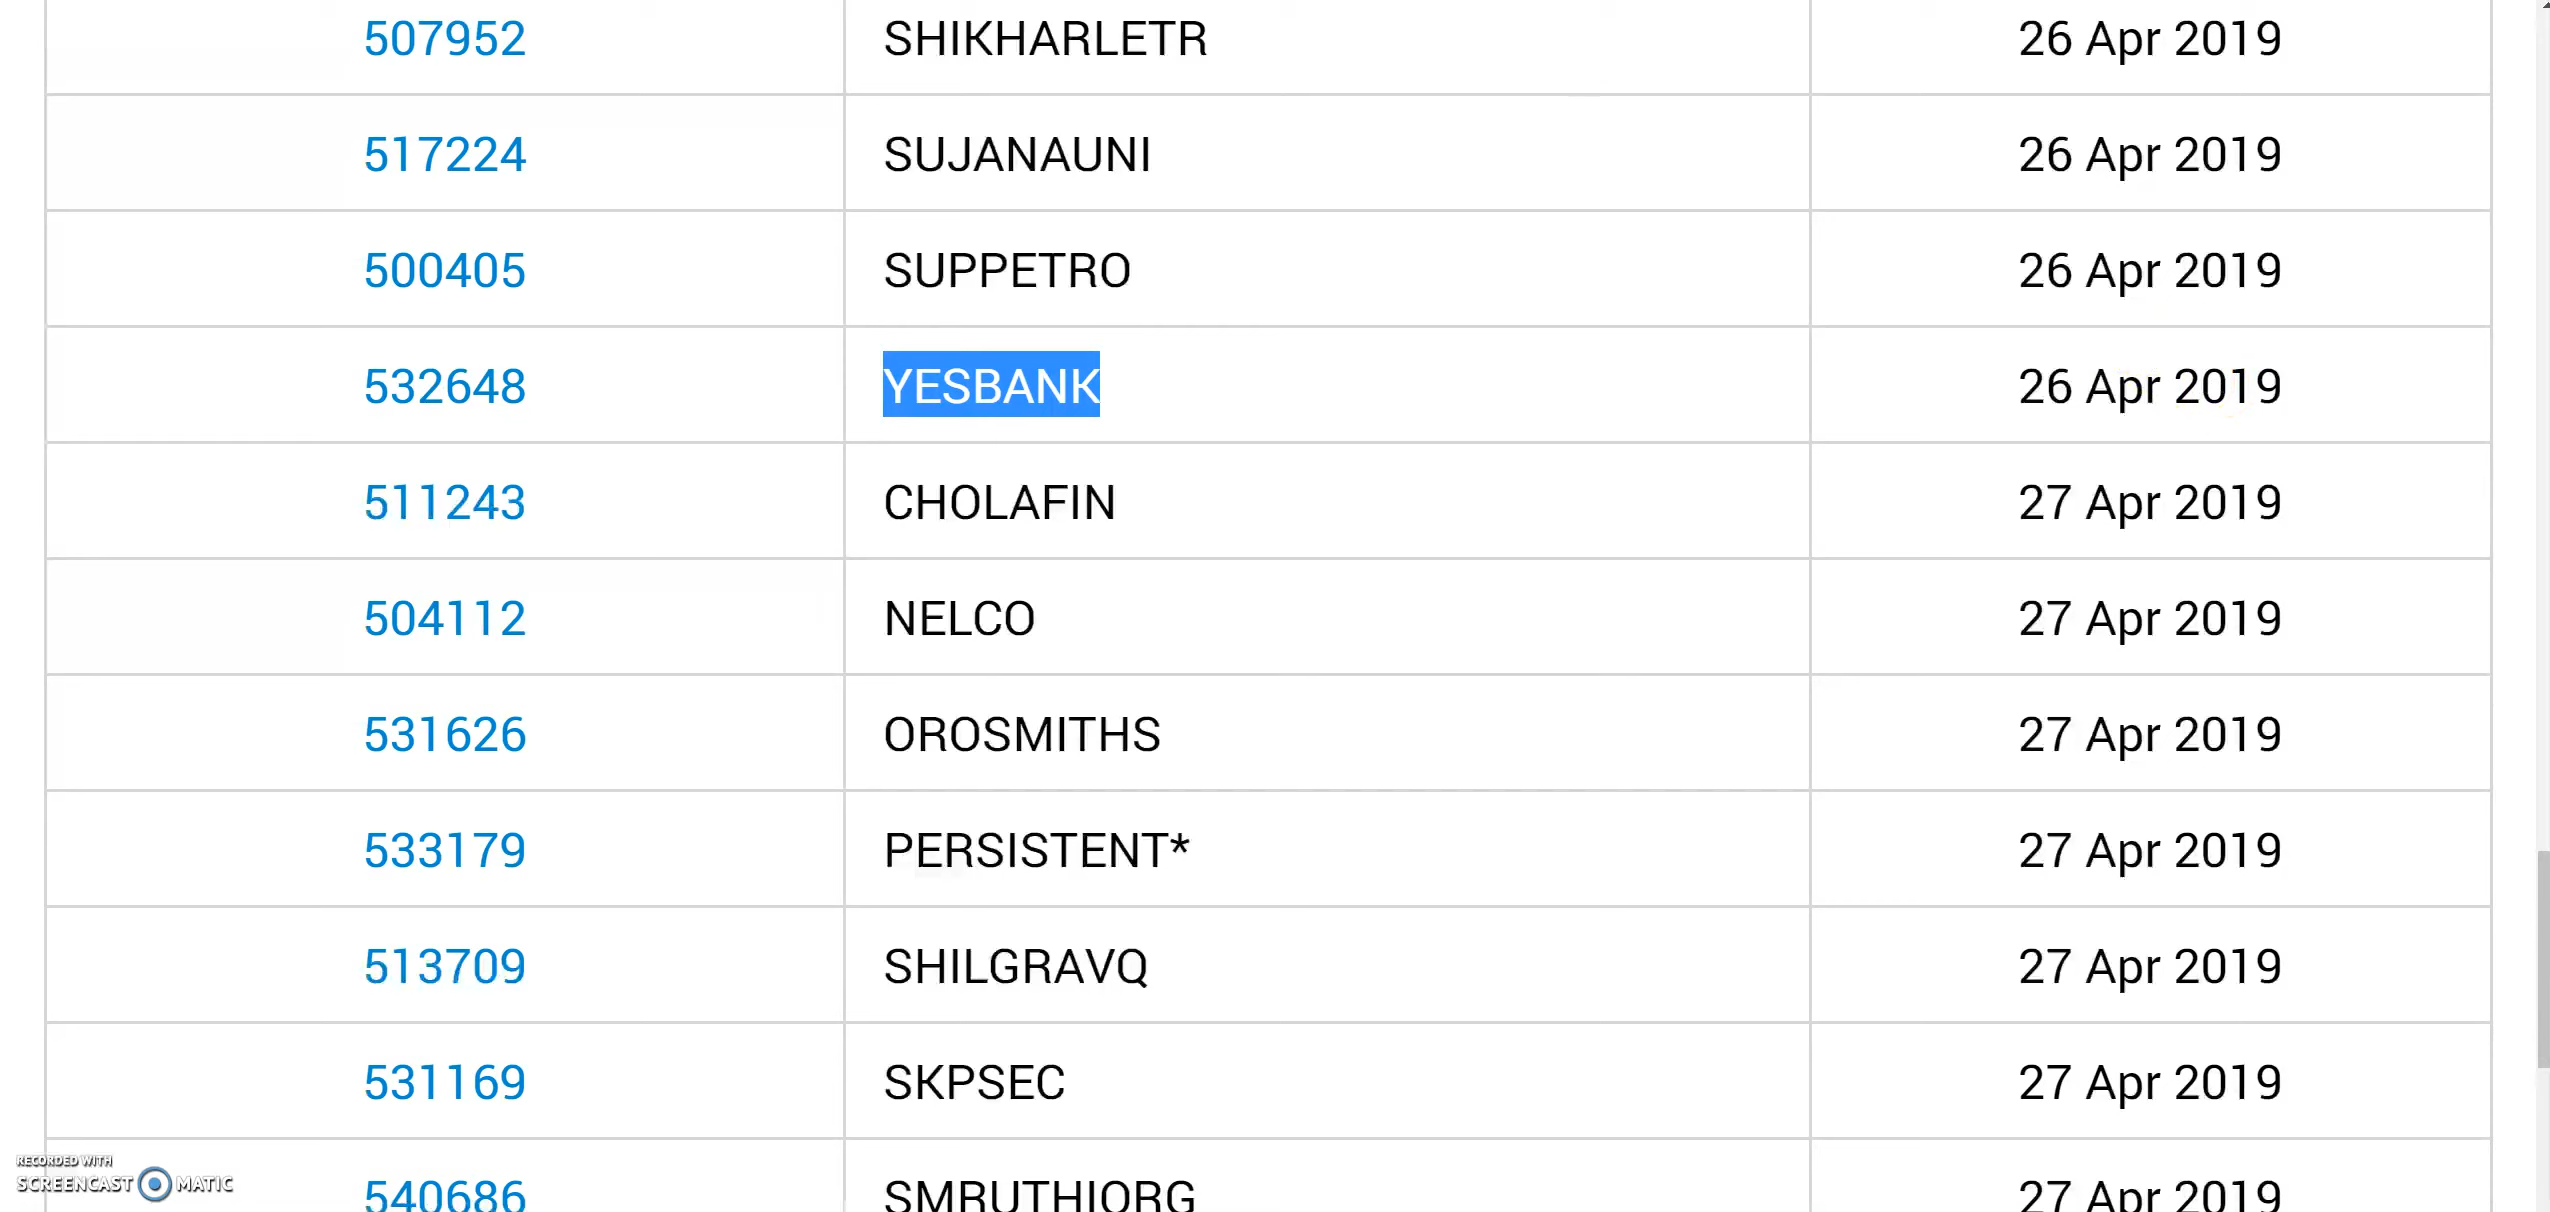 507952 SHIKHARLETR 26 Apr 2019
517224 SUJANAUNI 26 Apr 2019
500405 SUPPETRO 26 Apr 2019
532648 YESBANK 26 Apr 2019
511243 CHOLAFIN 27 Apr 2019
504112 NELCO 27 Apr 2019
531626 OROSMITHS 27 Apr 2019
533179 PERSISTENT* 27 Apr 2019
513709 SHILGRAVQ 27 Apr 2019
531169 SKPSEC 27 Apr 2019
540686 SMRUTHIORG 27 Apr 2019
RECORDED WITH
SCREENCAST MATIC